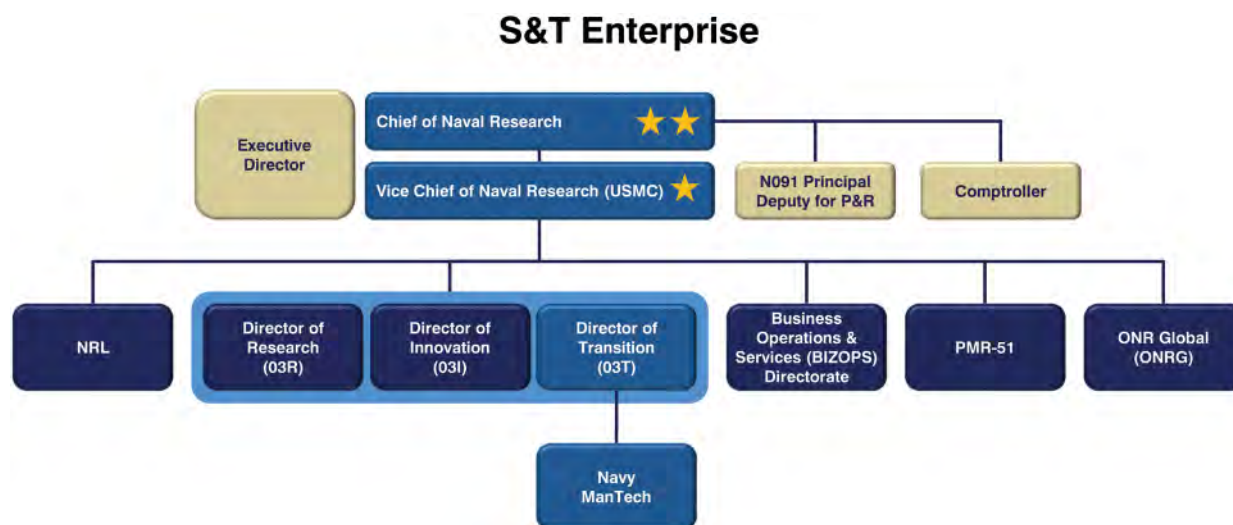 S&T Enterprise
Executive
Director
Chief of Naval Research
Vice Chief of Naval Research (USMC)
N091 Principal
Deputy for P&R
Comptroller
NRL
Director of
Research
(03R)
Director of
Innovation
(03I)
Director of
Transition
(03T)
Business
Operations &
Services (BIZOPS)
Directorate
PMR-51
ONR Global
(ONRG)
Navy
ManTech